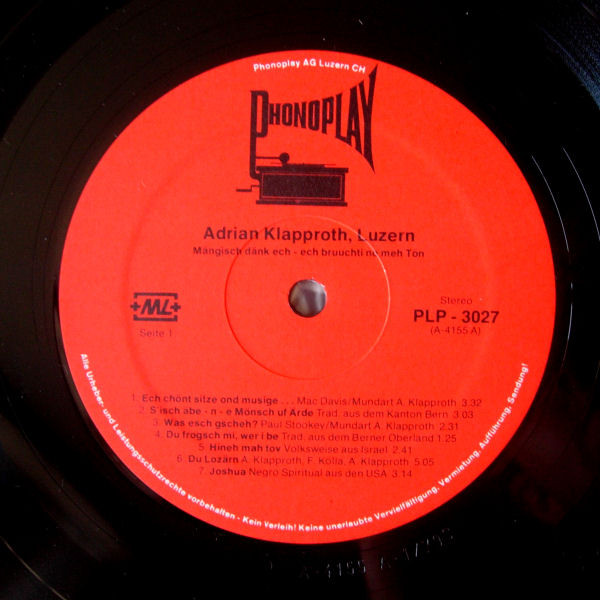 Phonoplay AG Luzern CH
PHONOPLAY
Adrian Klapproth, Luzern
Mängisch dänk ech - ech bruuchti no meh Ton
+ML+
Seite 1
Stereo
PLP - 3027
(A-4155 A)
1. Ech chönt sitze ond musige . . . Mac Davis/Mundart A. Klapproth 3.32
2. S'isch äbe - n - e Mönsch uf Ärde Trad. aus dem Kanton Bern 3.03
3. Was esch gscheh? Paul Stookey/Mundart A. Klapproth 2.31
4. Du frogsch mi, wer i be Trad. aus dem Berner Oberland 1.25
5. Hineh mah tov Volksweise aus Israel 2.41
6. Du Lozärn A. Klapproth, F. Kolla, A. Klapproth 5.05
7. Joshua Negro Spiritual aus den USA 3.14
Alle Urheber- und Leistungsschutzrechte vorbehalten - Kein Verleih! Keine unerlaubte Vervielfältigung, Vermietung, Aufführung, Sendung!